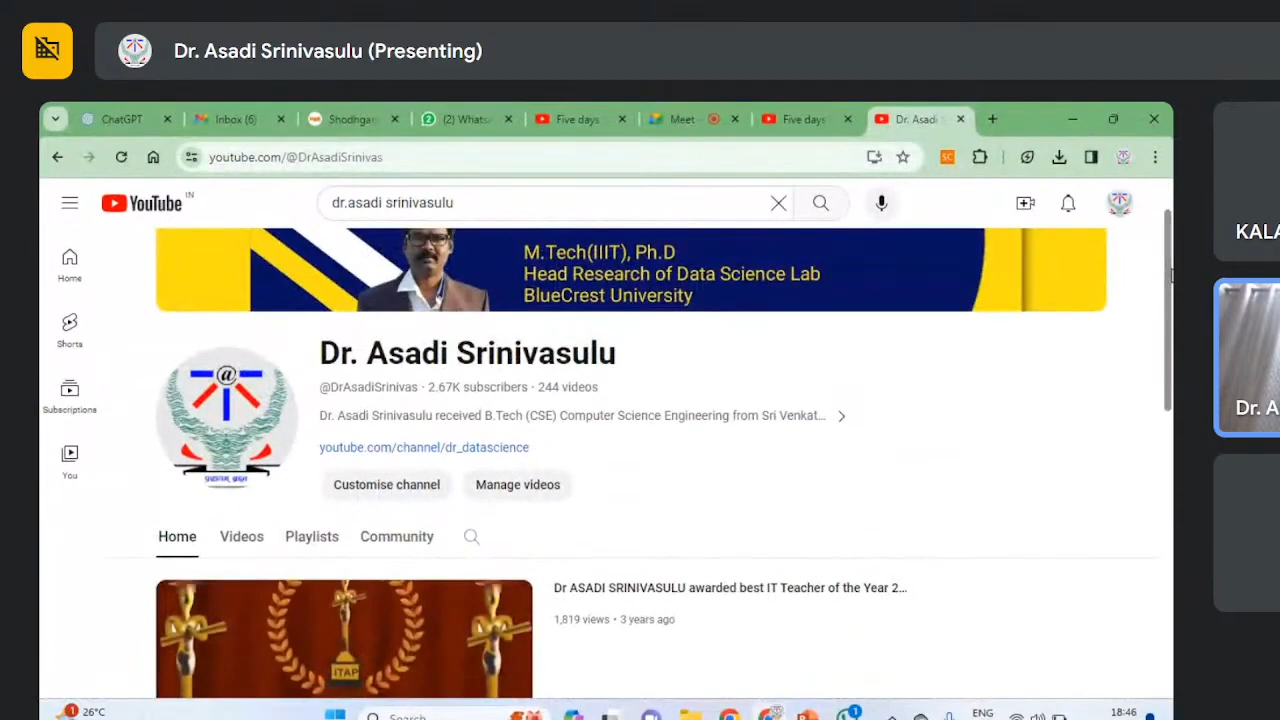 Dr. Asadi Srinivasulu (Presenting)
ChatGPT
Inbox (6)
Shodhgan
(2) Whats
Five days
Meet
Five days
Dr. Asadi
youtube.com/@DrAsadiSrinivas
YouTube IN
dr.asadi srinivasulu
M.Tech(IIIT), Ph.D
Head Research of Data Science Lab
BlueCrest University
Home
Shorts
Subscriptions
You
Dr. Asadi Srinivasulu
@DrAsadiSrinivas · 2.67K subscribers · 244 videos
Dr. Asadi Srinivasulu received B.Tech (CSE) Computer Science Engineering from Sri Venkat...
youtube.com/channel/dr_datascience
Customise channel
Manage videos
Home
Videos
Playlists
Community
Dr ASADI SRINIVASULU awarded best IT Teacher of the Year 2...
1,819 views • 3 years ago
ITAP
KALA
Dr. A
26°C
Search
ENG
18:46